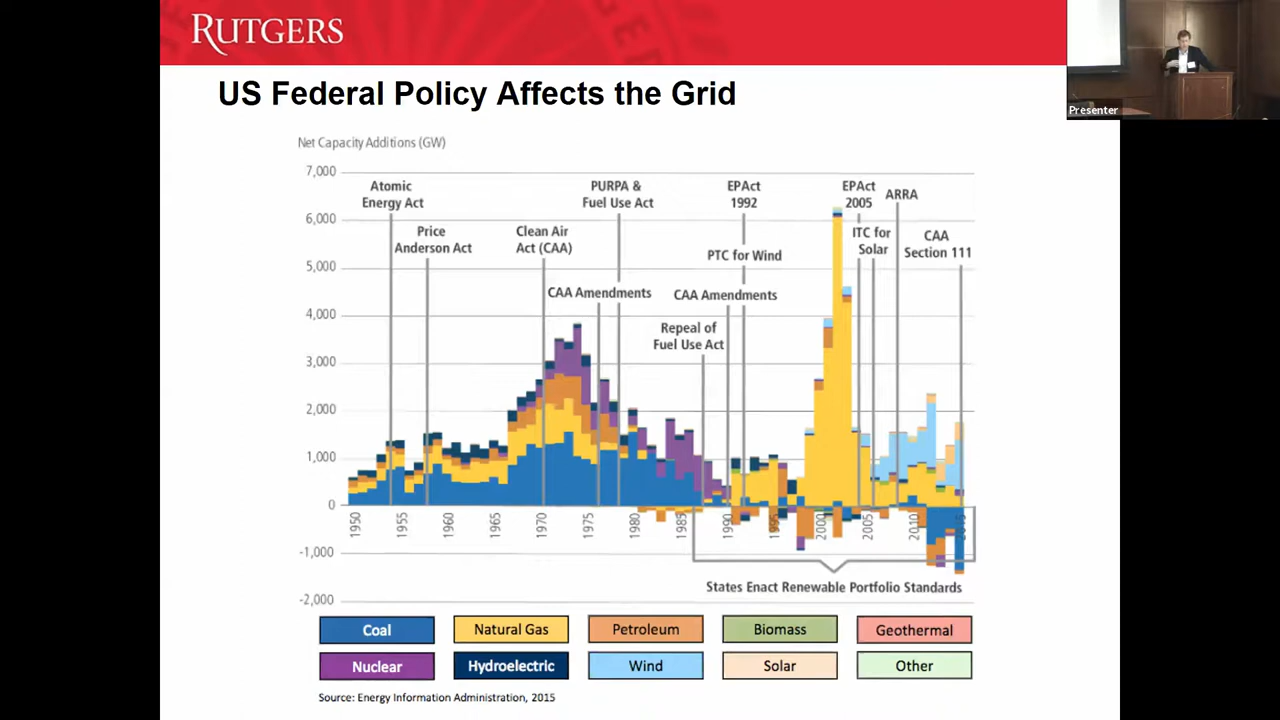 RUTGERS
Presenter
US Federal Policy Affects the Grid
Net Capacity Additions (GW)
7,000
6,000
5,000
4,000
3,000
2,000
1,000
0
-1,000
-2,000
Atomic
Energy Act
Price
Anderson Act
Clean Air
Act (CAA)
PURPA &
Fuel Use Act
CAA Amendments
EPAct
1992
PTC for Wind
CAA Amendments
Repeal of
Fuel Use Act
EPAct
2005
ARRA
ITC for
Solar
CAA
Section 111
1950
1955
1960
1965
1970
1975
1980
1985
1990
1995
2000
2005
2010
2015
States Enact Renewable Portfolio Standards
Coal
Natural Gas
Petroleum
Biomass
Geothermal
Nuclear
Hydroelectric
Wind
Solar
Other
Source: Energy Information Administration, 2015